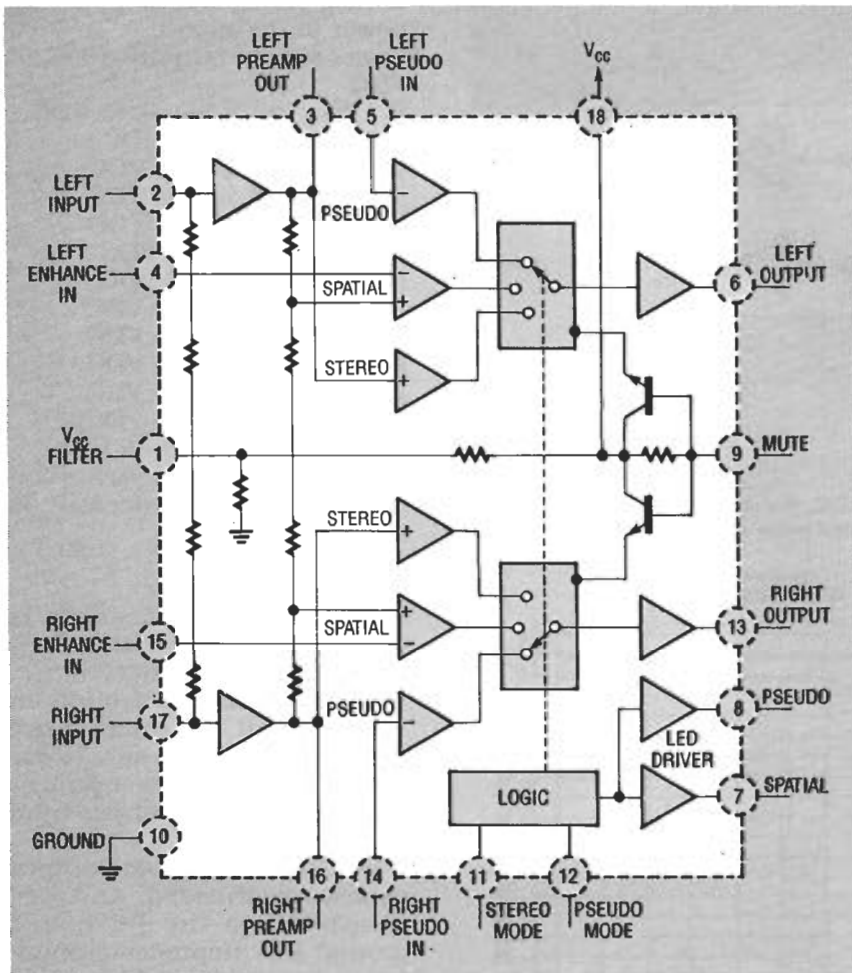 LEFT
PREAMP
OUT
LEFT
PSEUDO
IN
VCC
3
5
18
LEFT
INPUT
2
PSEUDO
LEFT
ENHANCE
IN
4
SPATIAL
6
LEFT
OUTPUT
STEREO
VCC
FILTER
1
9
MUTE
STEREO
RIGHT
ENHANCE
IN
15
SPATIAL
13
RIGHT
OUTPUT
RIGHT
INPUT
17
PSEUDO
8
PSEUDO
LED
DRIVER
LOGIC
7
SPATIAL
GROUND
10
16
14
11
12
RIGHT
PREAMP
OUT
RIGHT
PSEUDO
IN
STEREO
MODE
PSEUDO
MODE